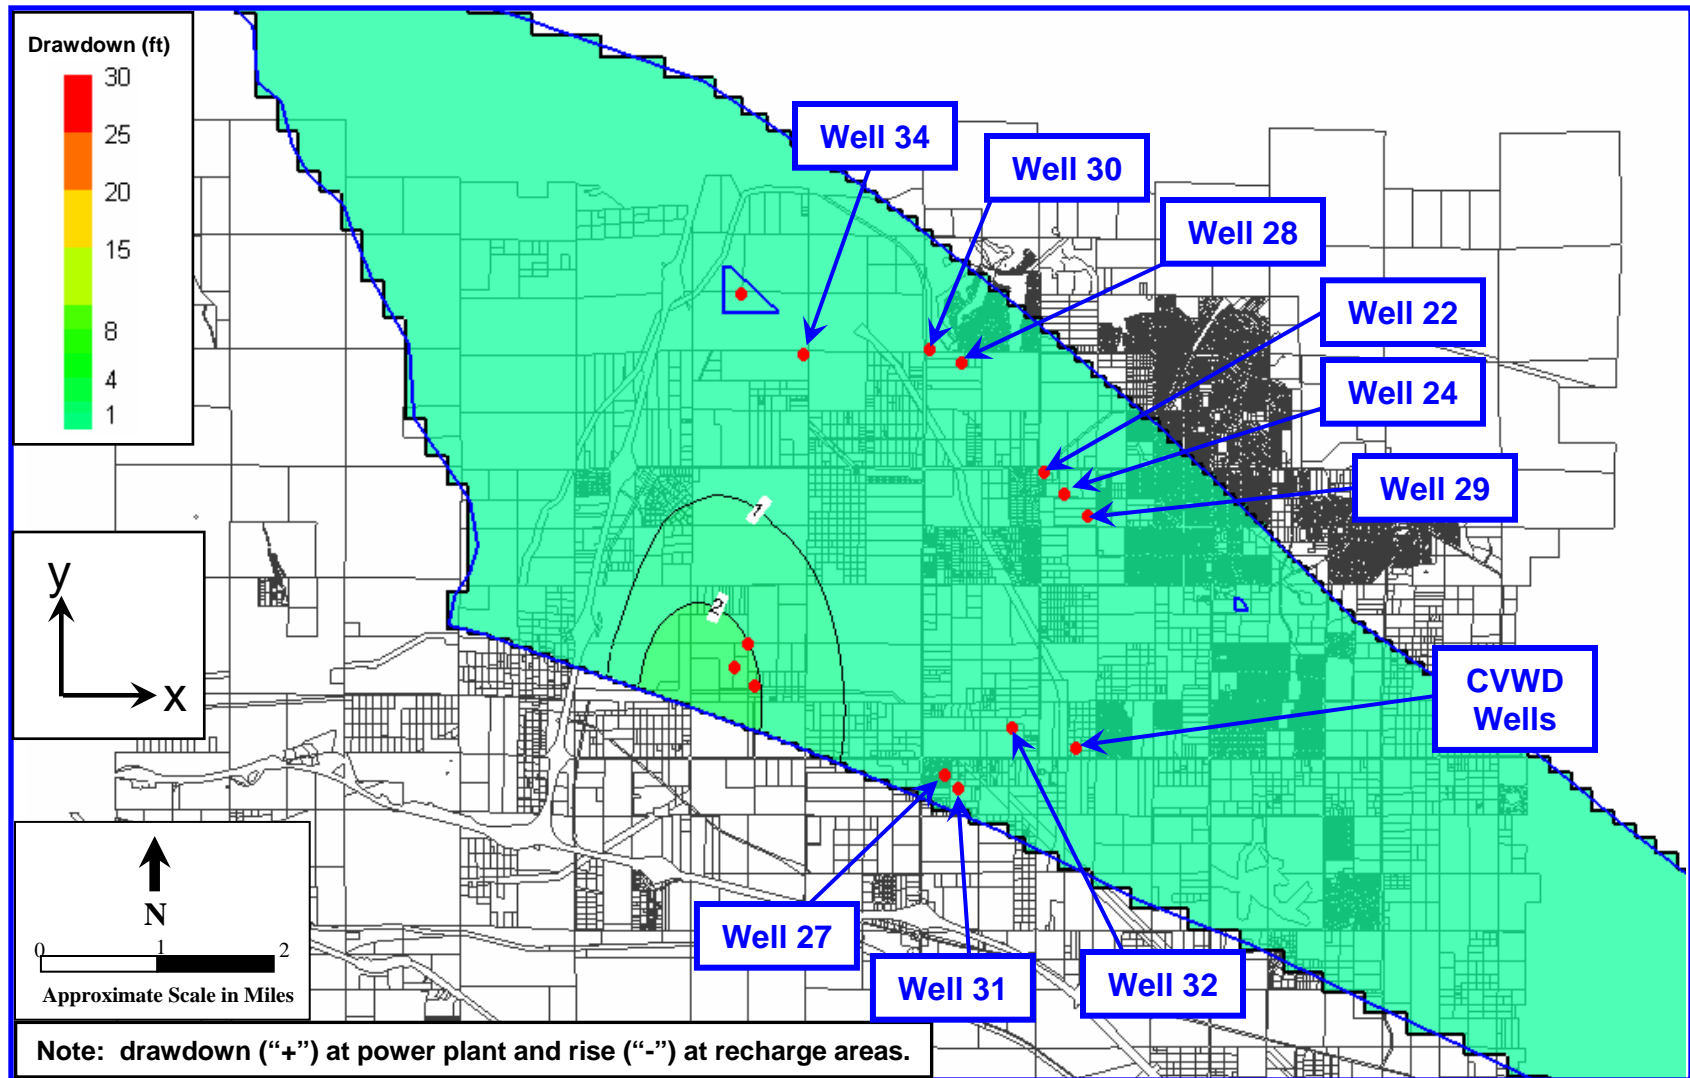 Drawdown (ft)
30
25
20
15
8
4
1
Well 34
Well 30
Well 28
Well 22
Well 24
Well 29
1
2
y
x
CVWD
Wells
N
0 1 2
Approximate Scale in Miles
Well 27
Well 31
Well 32
Note: drawdown (“+”) at power plant and rise (“-”) at recharge areas.